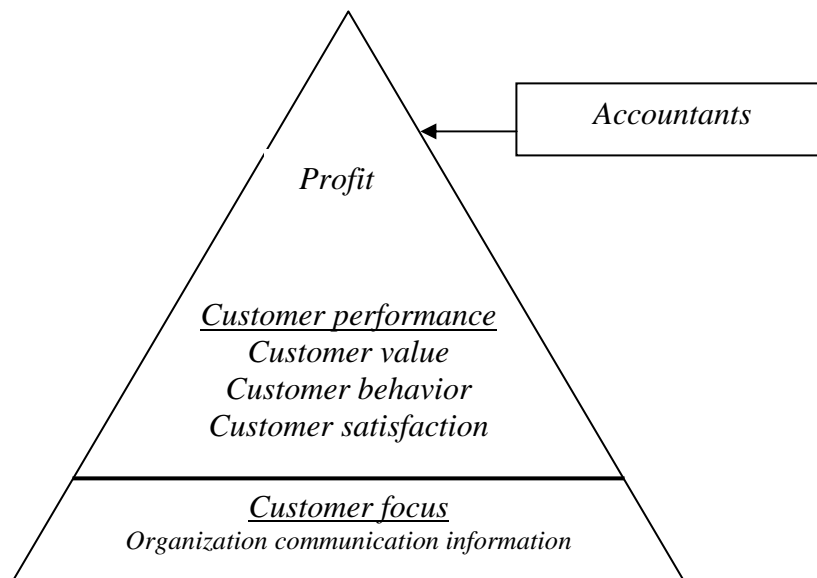 Accountants
Profit
Customer performance
Customer value
Customer behavior
Customer satisfaction
Customer focus
Organization communication information